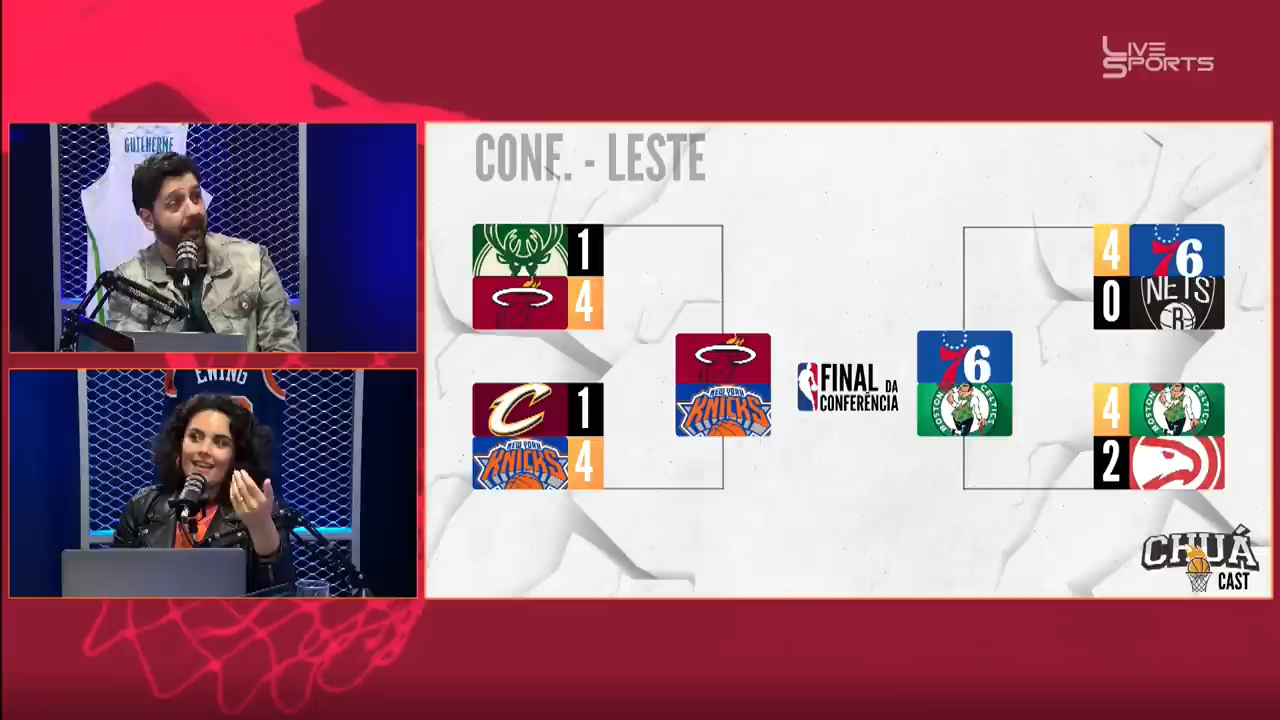 LIVE
SPORTS
GUILHERME
EWING
CONF. - LESTE
1
4
1
4
NEW YORK
KNICKS
NEW YORK
KNICKS
FINAL DA
CONFERÊNCIA
76
BOSTON CELTICS
4
76
0
NETS
B
4
BOSTON CELTICS
2
CHUÁ
CAST